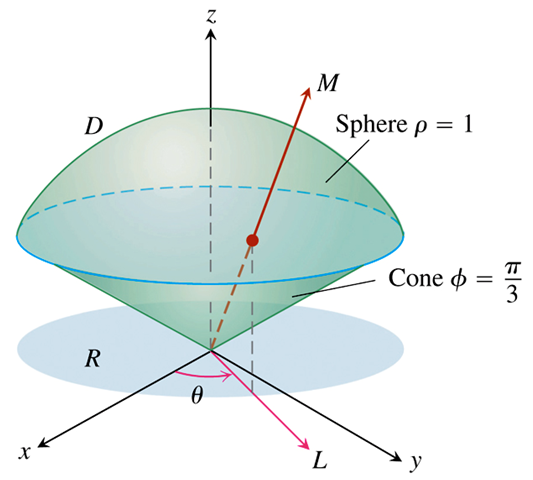 z
M
D
Sphere ρ = 1
Cone ϕ = π/3
R
θ
x
L
y